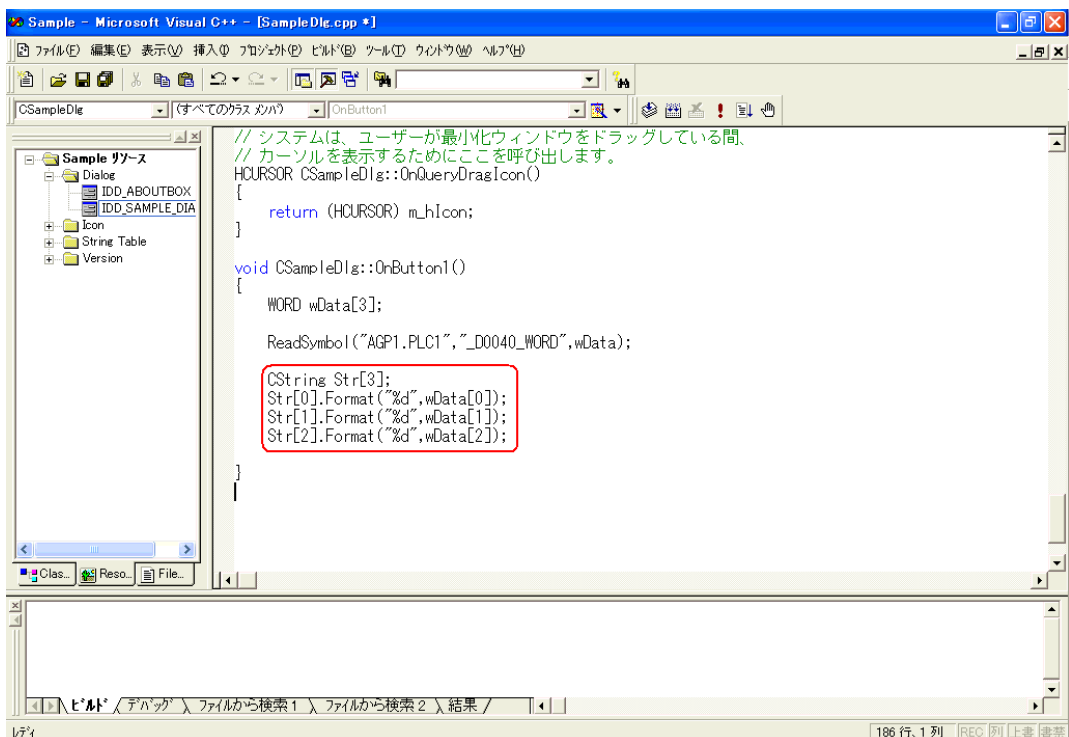 Sample - Microsoft Visual C++ - [SampleDlg.cpp *]
ファイル(F) 編集(E) 表示(V) 挿入(I) プロジェクト(P) ビルド(B) ツール(T) ウィンドウ(W) ヘルプ(H)
CSampleDlg (すべてのクラス メンバ) OnButton1
Sample リソース
Dialog
IDD_ABOUTBOX
IDD_SAMPLE_DIA
Icon
String Table
Version
Clas... Reso... File...
// システムは、ユーザーが最小化ウィンドウをドラッグしている間、
// カーソルを表示するためにここを呼び出します。
HCURSOR CSampleDlg::OnQueryDragIcon()
{
return (HCURSOR) m_hIcon;
}
void CSampleDlg::OnButton1()
{
WORD wData[3];
ReadSymbol("AGP1.PLC1","_D0040_WORD",wData);
CString Str[3];
Str[0].Format("%d",wData[0]);
Str[1].Format("%d",wData[1]);
Str[2].Format("%d",wData[2]);
}
ビルド デバッグ ファイルから検索1 ファイルから検索2 結果
レディ 186 行、1 列 REC 列 上書 書禁